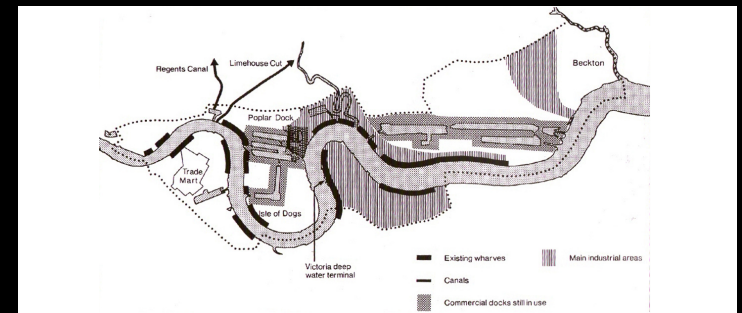 Beckton
Limehouse Cut
Regents Canal
Poplar Dock
Trade
Mart
Isle of Dogs
Victoria deep
water terminal
Existing wharves
Main industrial areas
Canals
Commercial docks still in use